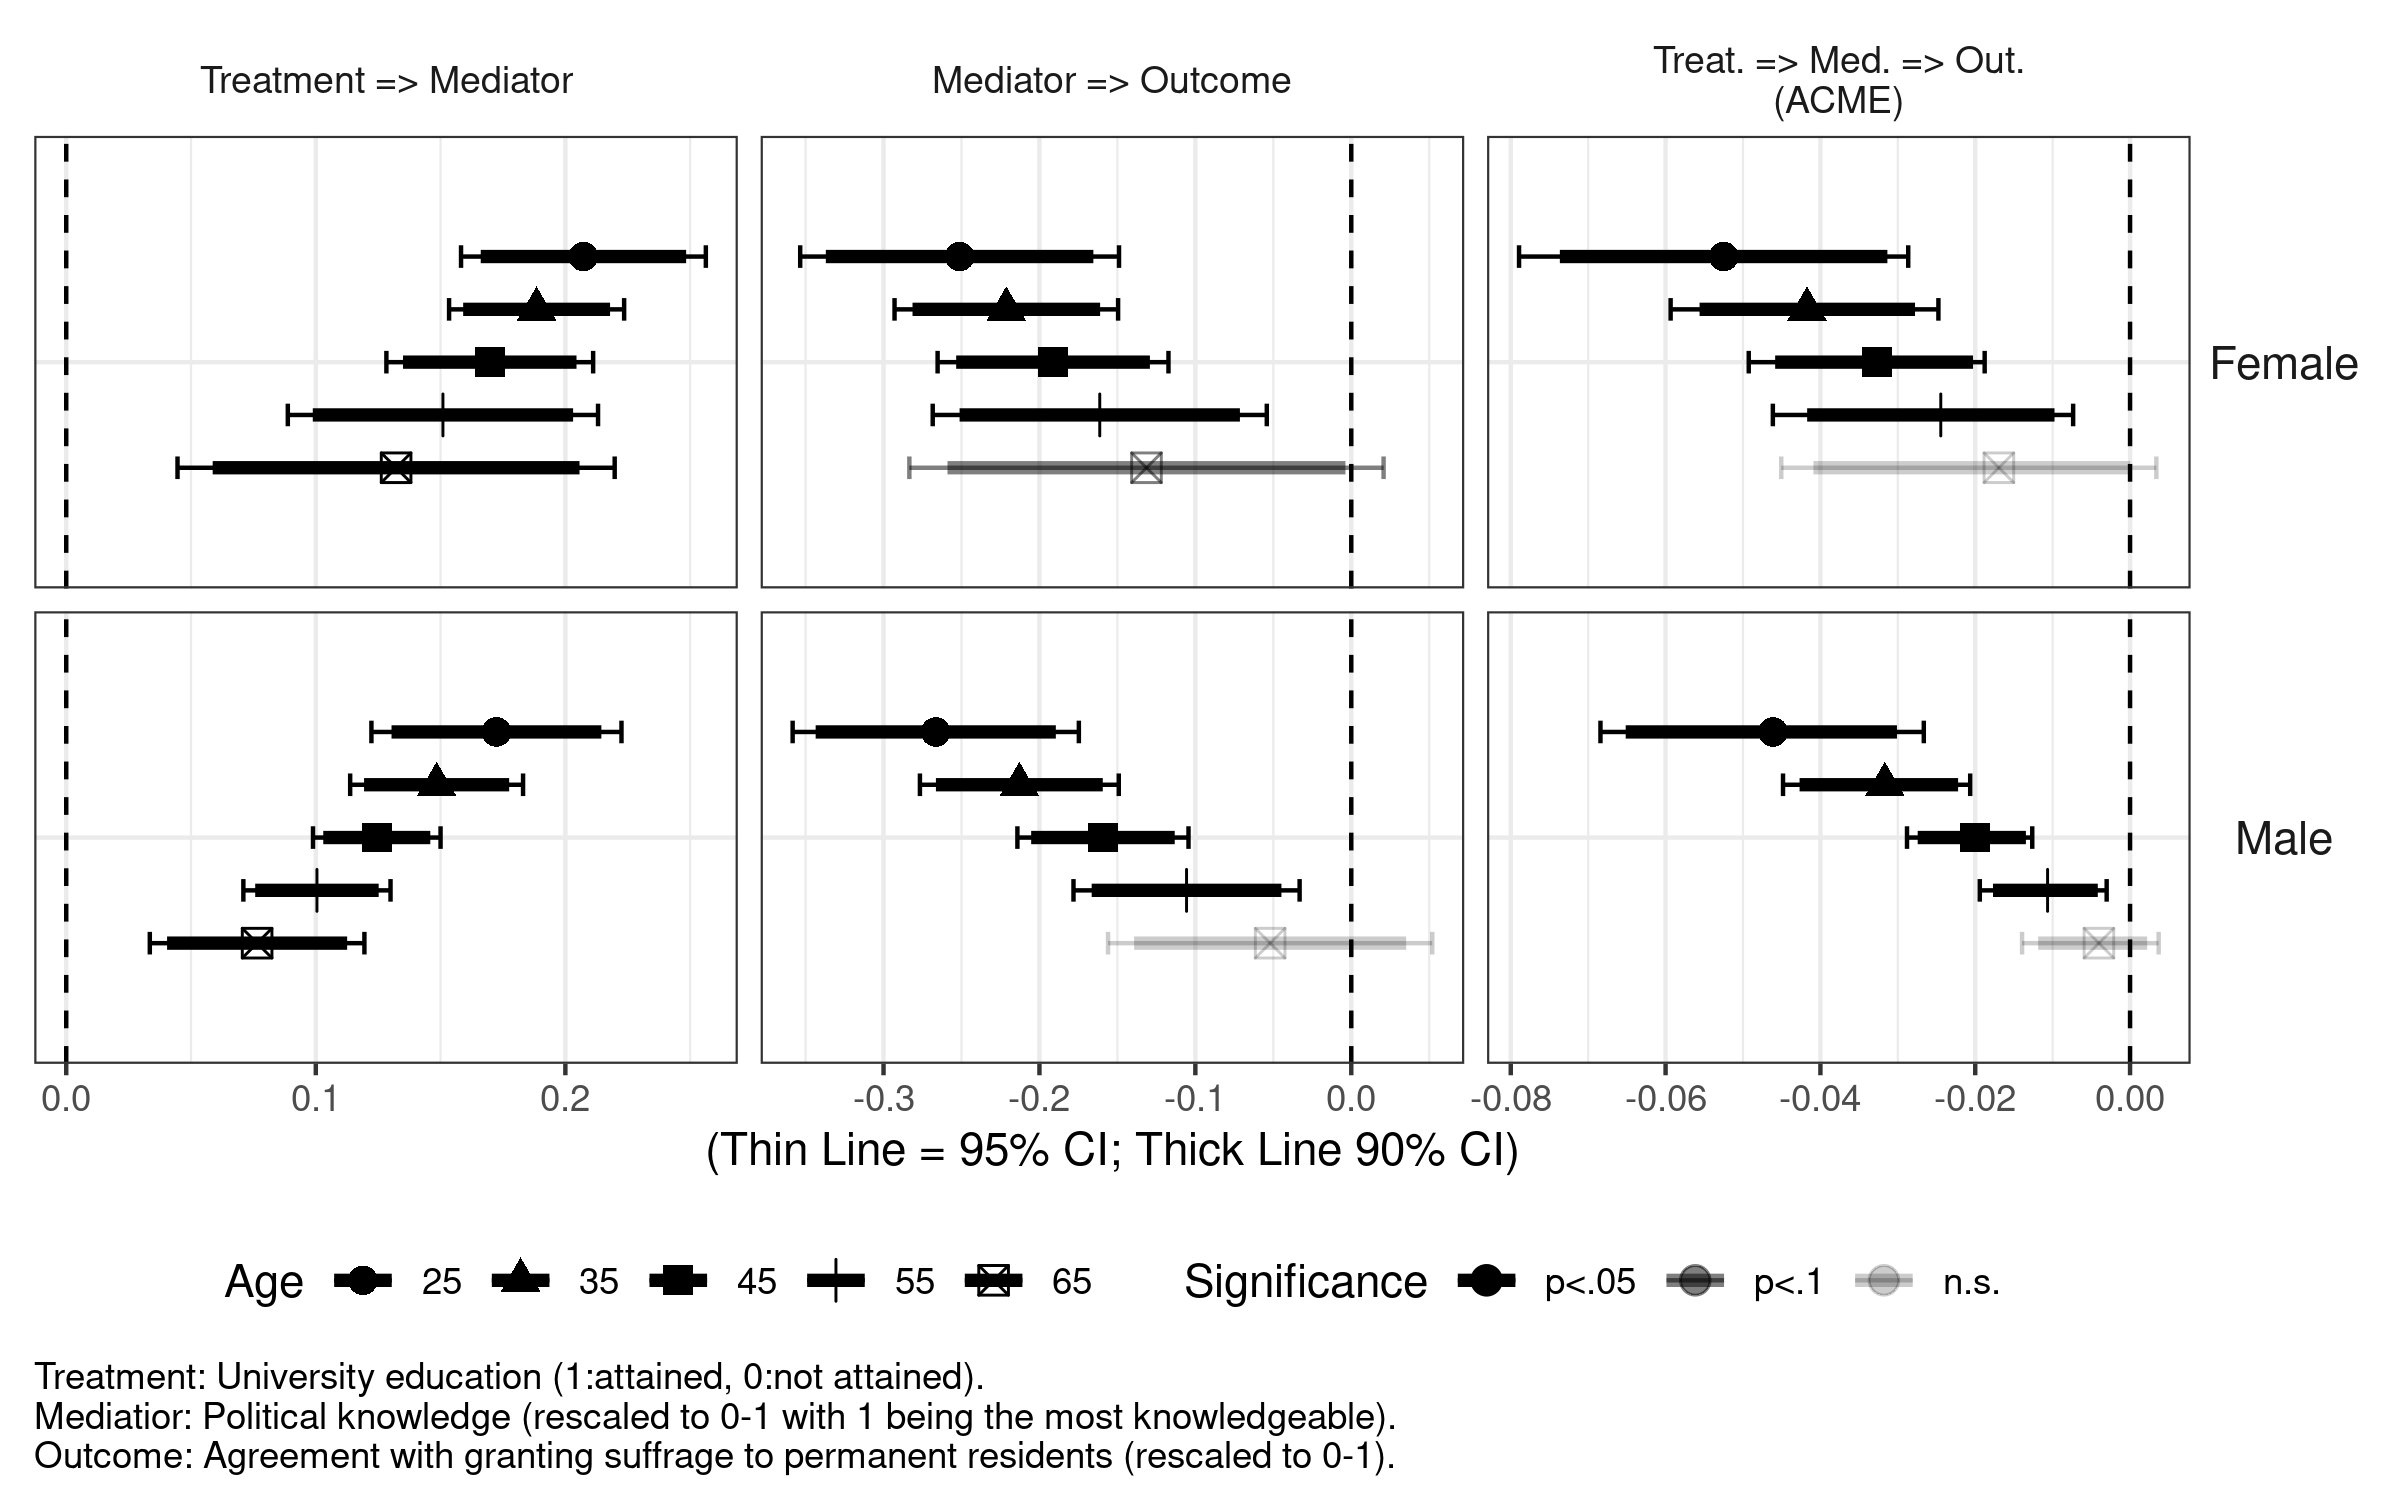 Treatment => Mediator
Mediator => Outcome
Treat. => Med. => Out.
(ACME)
Female
Male
0.0 0.1 0.2 -0.3 -0.2 -0.1 0.0 -0.08 -0.06 -0.04 -0.02 0.00
(Thin Line = 95% CI; Thick Line 90% CI)
Age 25 35 45 55 65 Significance p<.05 p<.1 n.s.
Treatment: University education (1:attained, 0:not attained).
Mediatior: Political knowledge (rescaled to 0-1 with 1 being the most knowledgeable).
Outcome: Agreement with granting suffrage to permanent residents (rescaled to 0-1).